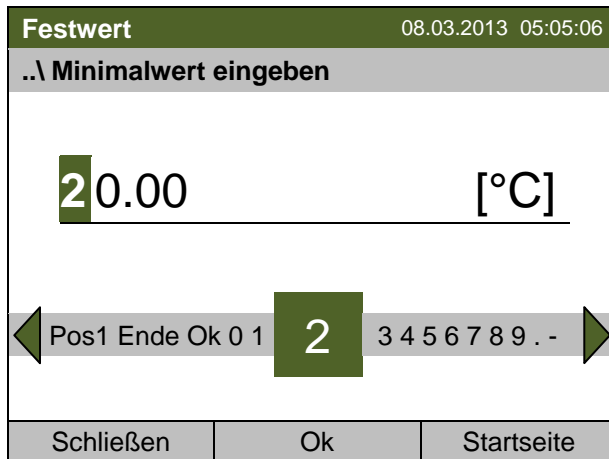 Festwert 08.03.2013 05:05:06
..\ Minimalwert eingeben
20.00 [°C]
Pos1 Ende Ok 0 1 2 3 4 5 6 7 8 9 . -
Schließen Ok Startseite